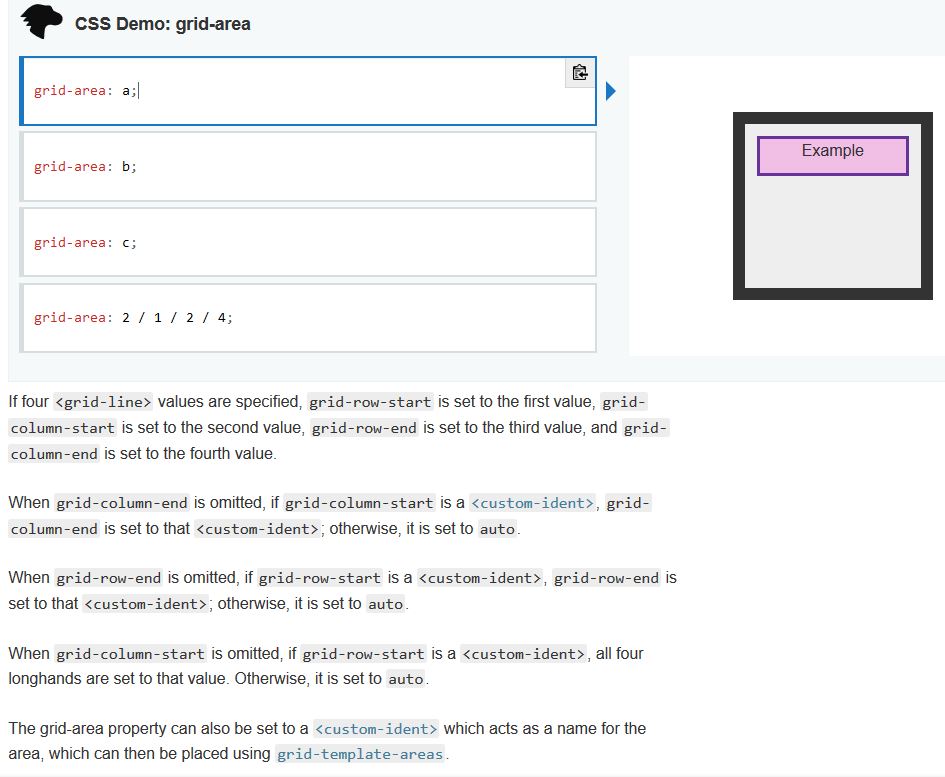 CSS Demo: grid-area
grid-area: a;
grid-area: b;
grid-area: c;
grid-area: 2 / 1 / 2 / 4;
Example
If four <grid-line> values are specified, grid-row-start is set to the first value, grid-
column-start is set to the second value, grid-row-end is set to the third value, and grid-
column-end is set to the fourth value.
When grid-column-end is omitted, if grid-column-start is a <custom-ident>, grid-
column-end is set to that <custom-ident>; otherwise, it is set to auto.
When grid-row-end is omitted, if grid-row-start is a <custom-ident>, grid-row-end is
set to that <custom-ident>; otherwise, it is set to auto.
When grid-column-start is omitted, if grid-row-start is a <custom-ident>, all four
longhands are set to that value. Otherwise, it is set to auto.
The grid-area property can also be set to a <custom-ident> which acts as a name for the
area, which can then be placed using grid-template-areas.